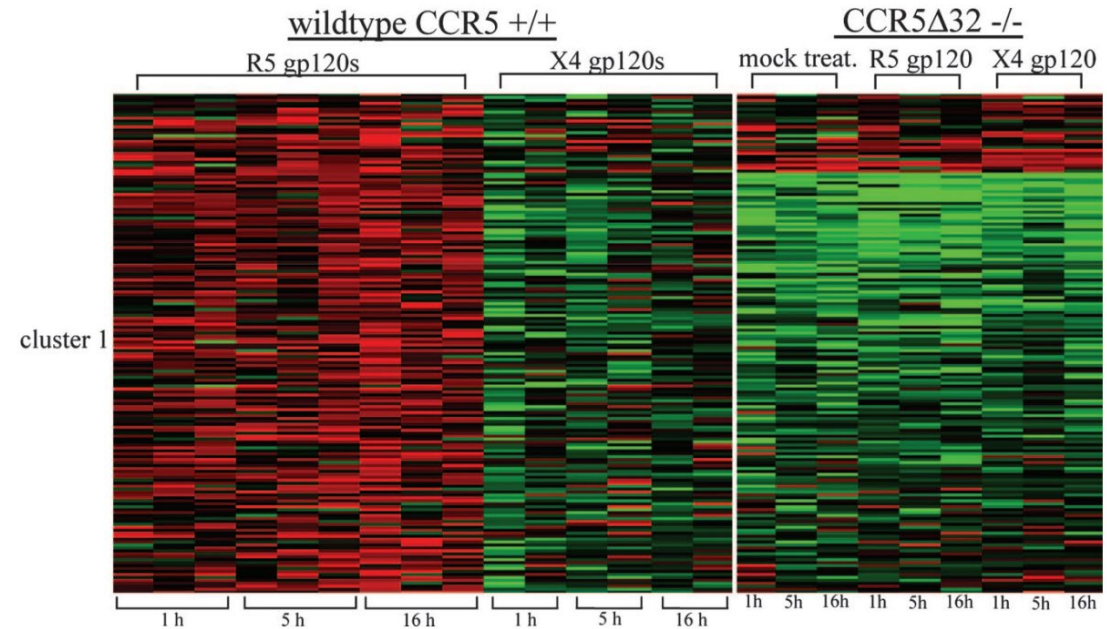 wildtype CCR5 +/+ CCR5Δ32 -/-
R5 gp120s X4 gp120s mock treat. R5 gp120 X4 gp120
cluster 1
1 h 5 h 16 h 1 h 5 h 16 h 1h 5h 16h 1h 5h 16h 1h 5h 16h